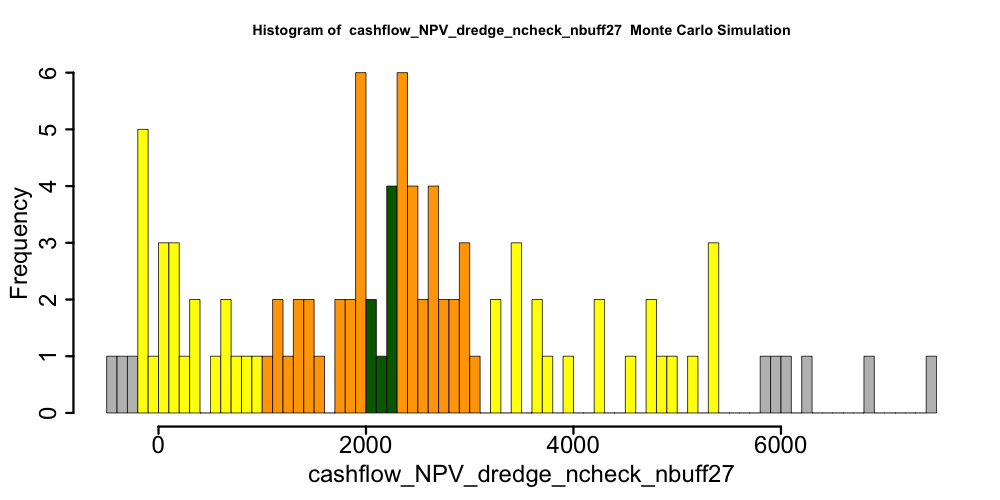 Histogram of  cashflow_NPV_dredge_ncheck_nbuff27  Monte Carlo Simulation
Frequency
6
5
4
3
2
1
0
0 2000 4000 6000
cashflow_NPV_dredge_ncheck_nbuff27